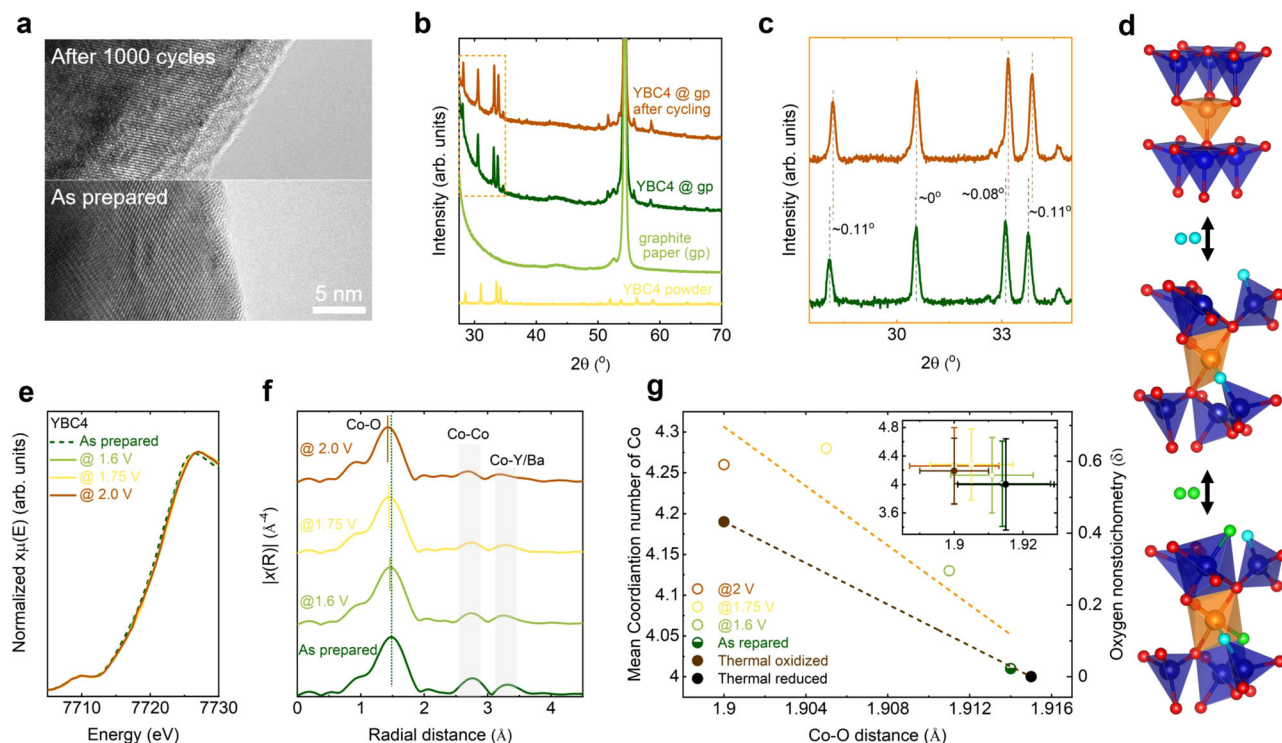 a
After 1000 cycles
As prepared
5 nm
b
Intensity (arb. units)
YBC4 @ gp
after cycling
YBC4 @ gp
graphite
paper (gp)
YBC4 powder
30 40 50 60 70
2θ (°)
c
Intensity (arb. units)
~0.11°
~0°
~0.08°
~0.11°
30 33
2θ (°)
d
e
Normalized xμ(E) (arb. units)
YBC4
As prepared
@ 1.6 V
@ 1.75 V
@ 2.0 V
7710 7720 7730
Energy (eV)
f
|x(R)| (Å⁻⁴)
Co-O
Co-Co
Co-Y/Ba
@ 2.0 V
@1.75 V
@1.6 V
As prepared
0 1 2 3 4
Radial distance (Å)
g
Mean Coordiantion number of Co
4.3
4.25
4.2
4.15
4.1
4.05
4
@2 V
@1.75 V
@1.6 V
As repared
Thermal oxidized
Thermal reduced
4.8
4.4
4
3.6
1.9 1.92
0.6
0.4
0.2
0
Oxygen nonstoichometry (δ)
1.9 1.904 1.908 1.912 1.916
Co-O distance (Å)